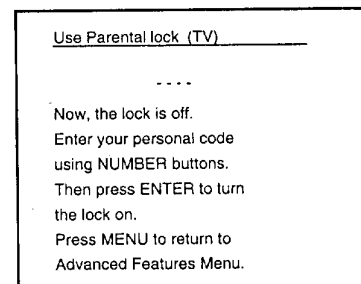 Use Parental lock (TV)
- - - -
Now, the lock is off.
Enter your personal code
using NUMBER buttons.
Then press ENTER to turn
the lock on.
Press MENU to return to
Advanced Features Menu.